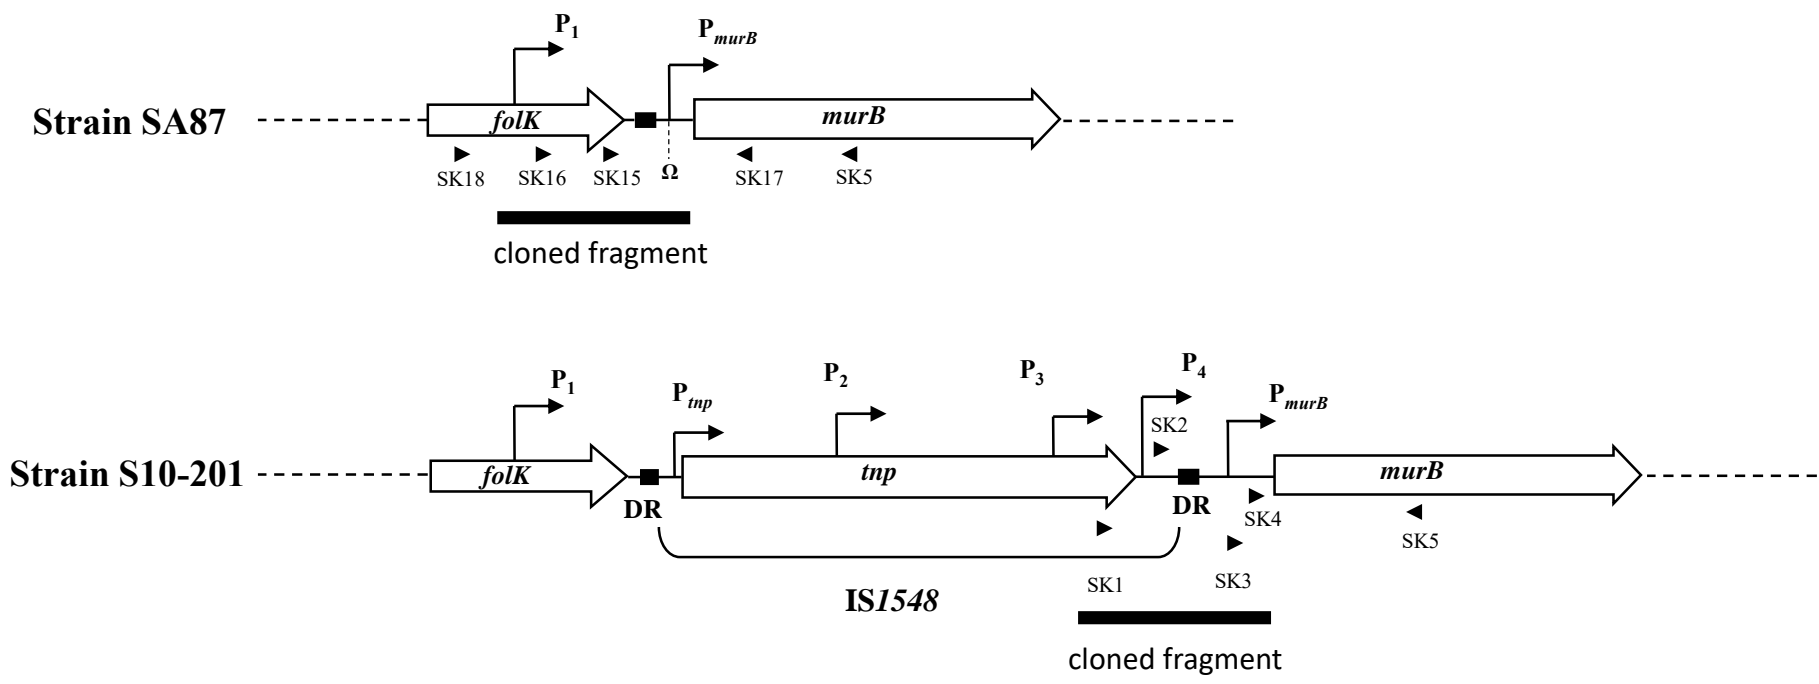 P1
PmurB
Strain SA87
folK
murB
SK18
SK16
SK15
Ω
SK17
SK5
cloned fragment
P1
Ptnp
P2
P3
P4
SK2
PmurB
Strain S10-201
folK
tnp
murB
DR
DR
SK4
SK5
SK1
SK3
IS1548
cloned fragment